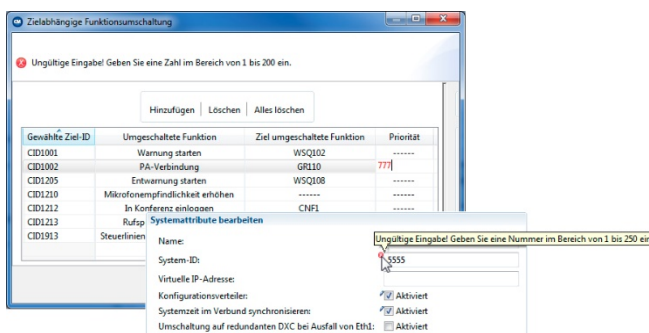 Zielabhängige Funktionsumschaltung
Ungültige Eingabe! Geben Sie eine Zahl im Bereich von 1 bis 200 ein.
Hinzufügen Löschen Alles löschen
Gewählte Ziel-ID Umgeschaltete Funktion Ziel umgeschaltete Funktion Priorität
CID1001 Warnung starten WSQ102 ------
CID1002 PA-Verbindung GR110 777
CID1205 Entwarnung starten WSQ108 ------
CID1210 Mikrofonempfindlichkeit erhöhen ------ ------
CID1212 In Konferenz einloggen CNF1 ------
CID1213 Rufsp
CID1913 Steuerlinien
Systemattribute bearbeiten
Name:
Ungültige Eingabe! Geben Sie eine Nummer im Bereich von 1 bis 250 ein
System-ID: 5555
Virtuelle IP-Adresse:
Konfigurationsverteiler: Aktiviert
Systemzeit im Verbund synchronisieren: Aktiviert
Umschaltung auf redundanten DXC bei Ausfall von Eth1: Aktiviert